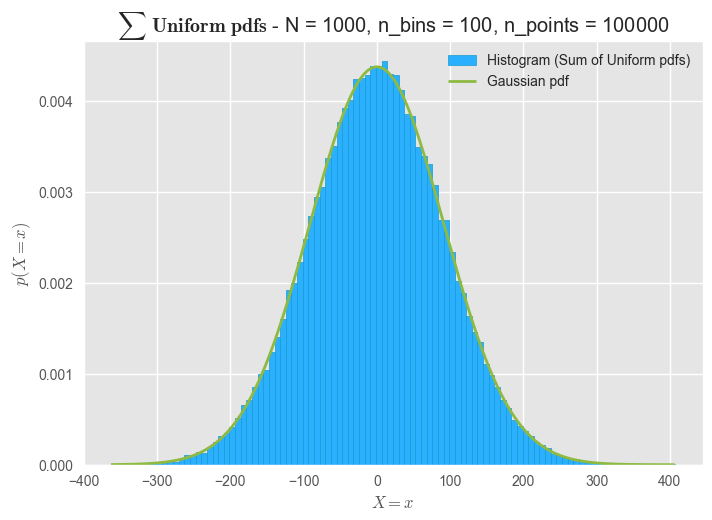 ∑ Uniform pdfs - N = 1000, n_bins = 100, n_points = 100000
Histogram (Sum of Uniform pdfs)
Gaussian pdf
0.004
0.003
0.002
0.001
0.000
p(X = x)
−400 −300 −200 −100 0 100 200 300 400
X = x